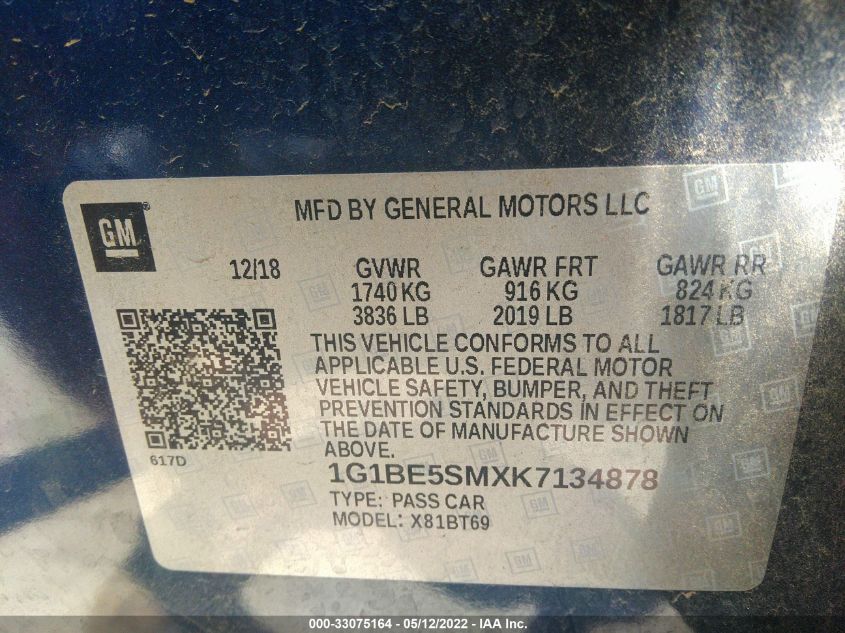 GM
MFD BY GENERAL MOTORS LLC
12/18 GVWR GAWR FRT GAWR RR
1740 KG 916 KG 824 KG
3836 LB 2019 LB 1817 LB
THIS VEHICLE CONFORMS TO ALL
APPLICABLE U.S. FEDERAL MOTOR
VEHICLE SAFETY, BUMPER, AND THEFT
PREVENTION STANDARDS IN EFFECT ON
THE DATE OF MANUFACTURE SHOWN
ABOVE.
617D
1G1BE5SMXK7134878
TYPE: PASS CAR
MODEL: X81BT69
000-33075164 - 05/12/2022 - IAA Inc.